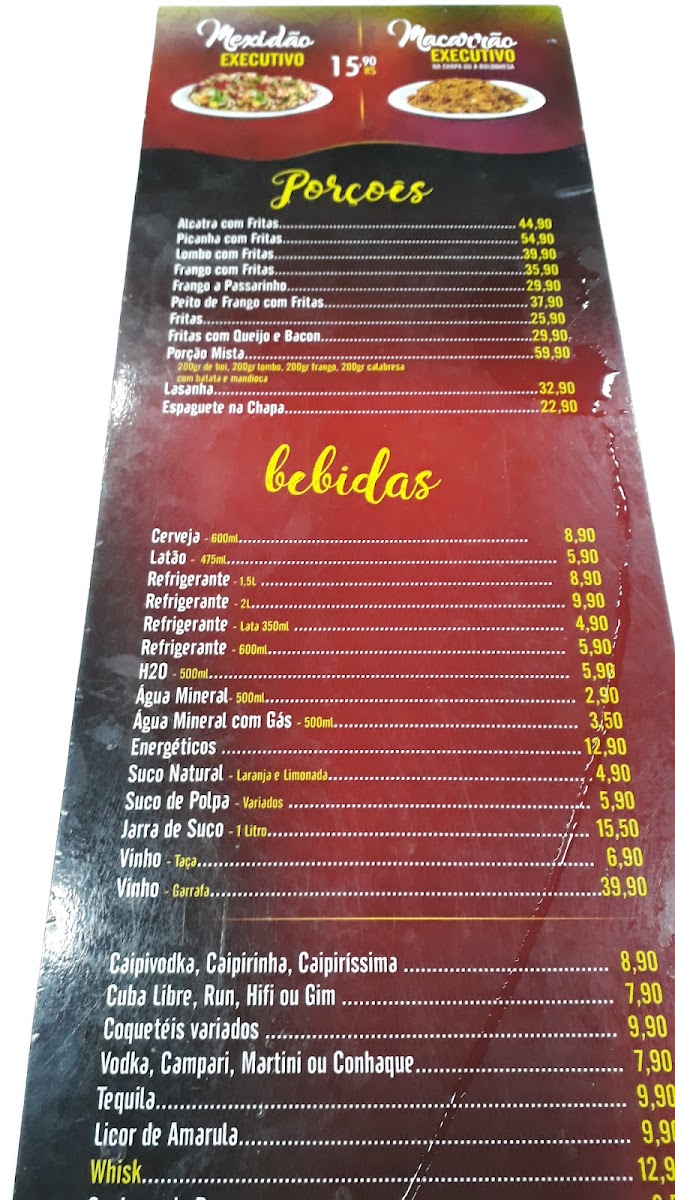 Mexidão
EXECUTIVO
15,90
R$
Macarrão
EXECUTIVO
NA CHAPA OU A BOLONHESA
Porções
Alcatra com Fritas........44,90
Picanha com Fritas........54,90
Lombo com Fritas........39,90
Frango com Fritas........35,90
Frango a Passarinho........29,90
Peito de Frango com Fritas........37,90
Fritas........25,90
Fritas com Queijo e Bacon........29,90
Porção Mista........59,90
200gr de boi, 200gr lombo, 200gr frango, 200gr calabresa
com batata e mandioca
Lasanha........32,90
Espaguete na Chapa........22,90
bebidas
Cerveja - 600ml........8,90
Latão - 475ml........5,90
Refrigerante - 1,5L........8,90
Refrigerante - 2L........9,90
Refrigerante - Lata 350ml........4,90
Refrigerante - 600ml........5,90
H2O - 500ml........5,90
Água Mineral - 500ml........2,90
Água Mineral com Gás - 500ml........3,50
Energéticos........12,90
Suco Natural - Laranja e Limonada........4,90
Suco de Polpa - Variados........5,90
Jarra de Suco - 1 Litro........15,50
Vinho - Taça........6,90
Vinho - Garrafa........39,90
Caipivodka, Caipirinha, Caipiríssima........8,90
Cuba Libre, Run, Hifi ou Gim........7,90
Coquetéis variados........9,90
Vodka, Campari, Martini ou Conhaque........7,90
Tequila........9,90
Licor de Amarula........9,9
Whisk........12,9